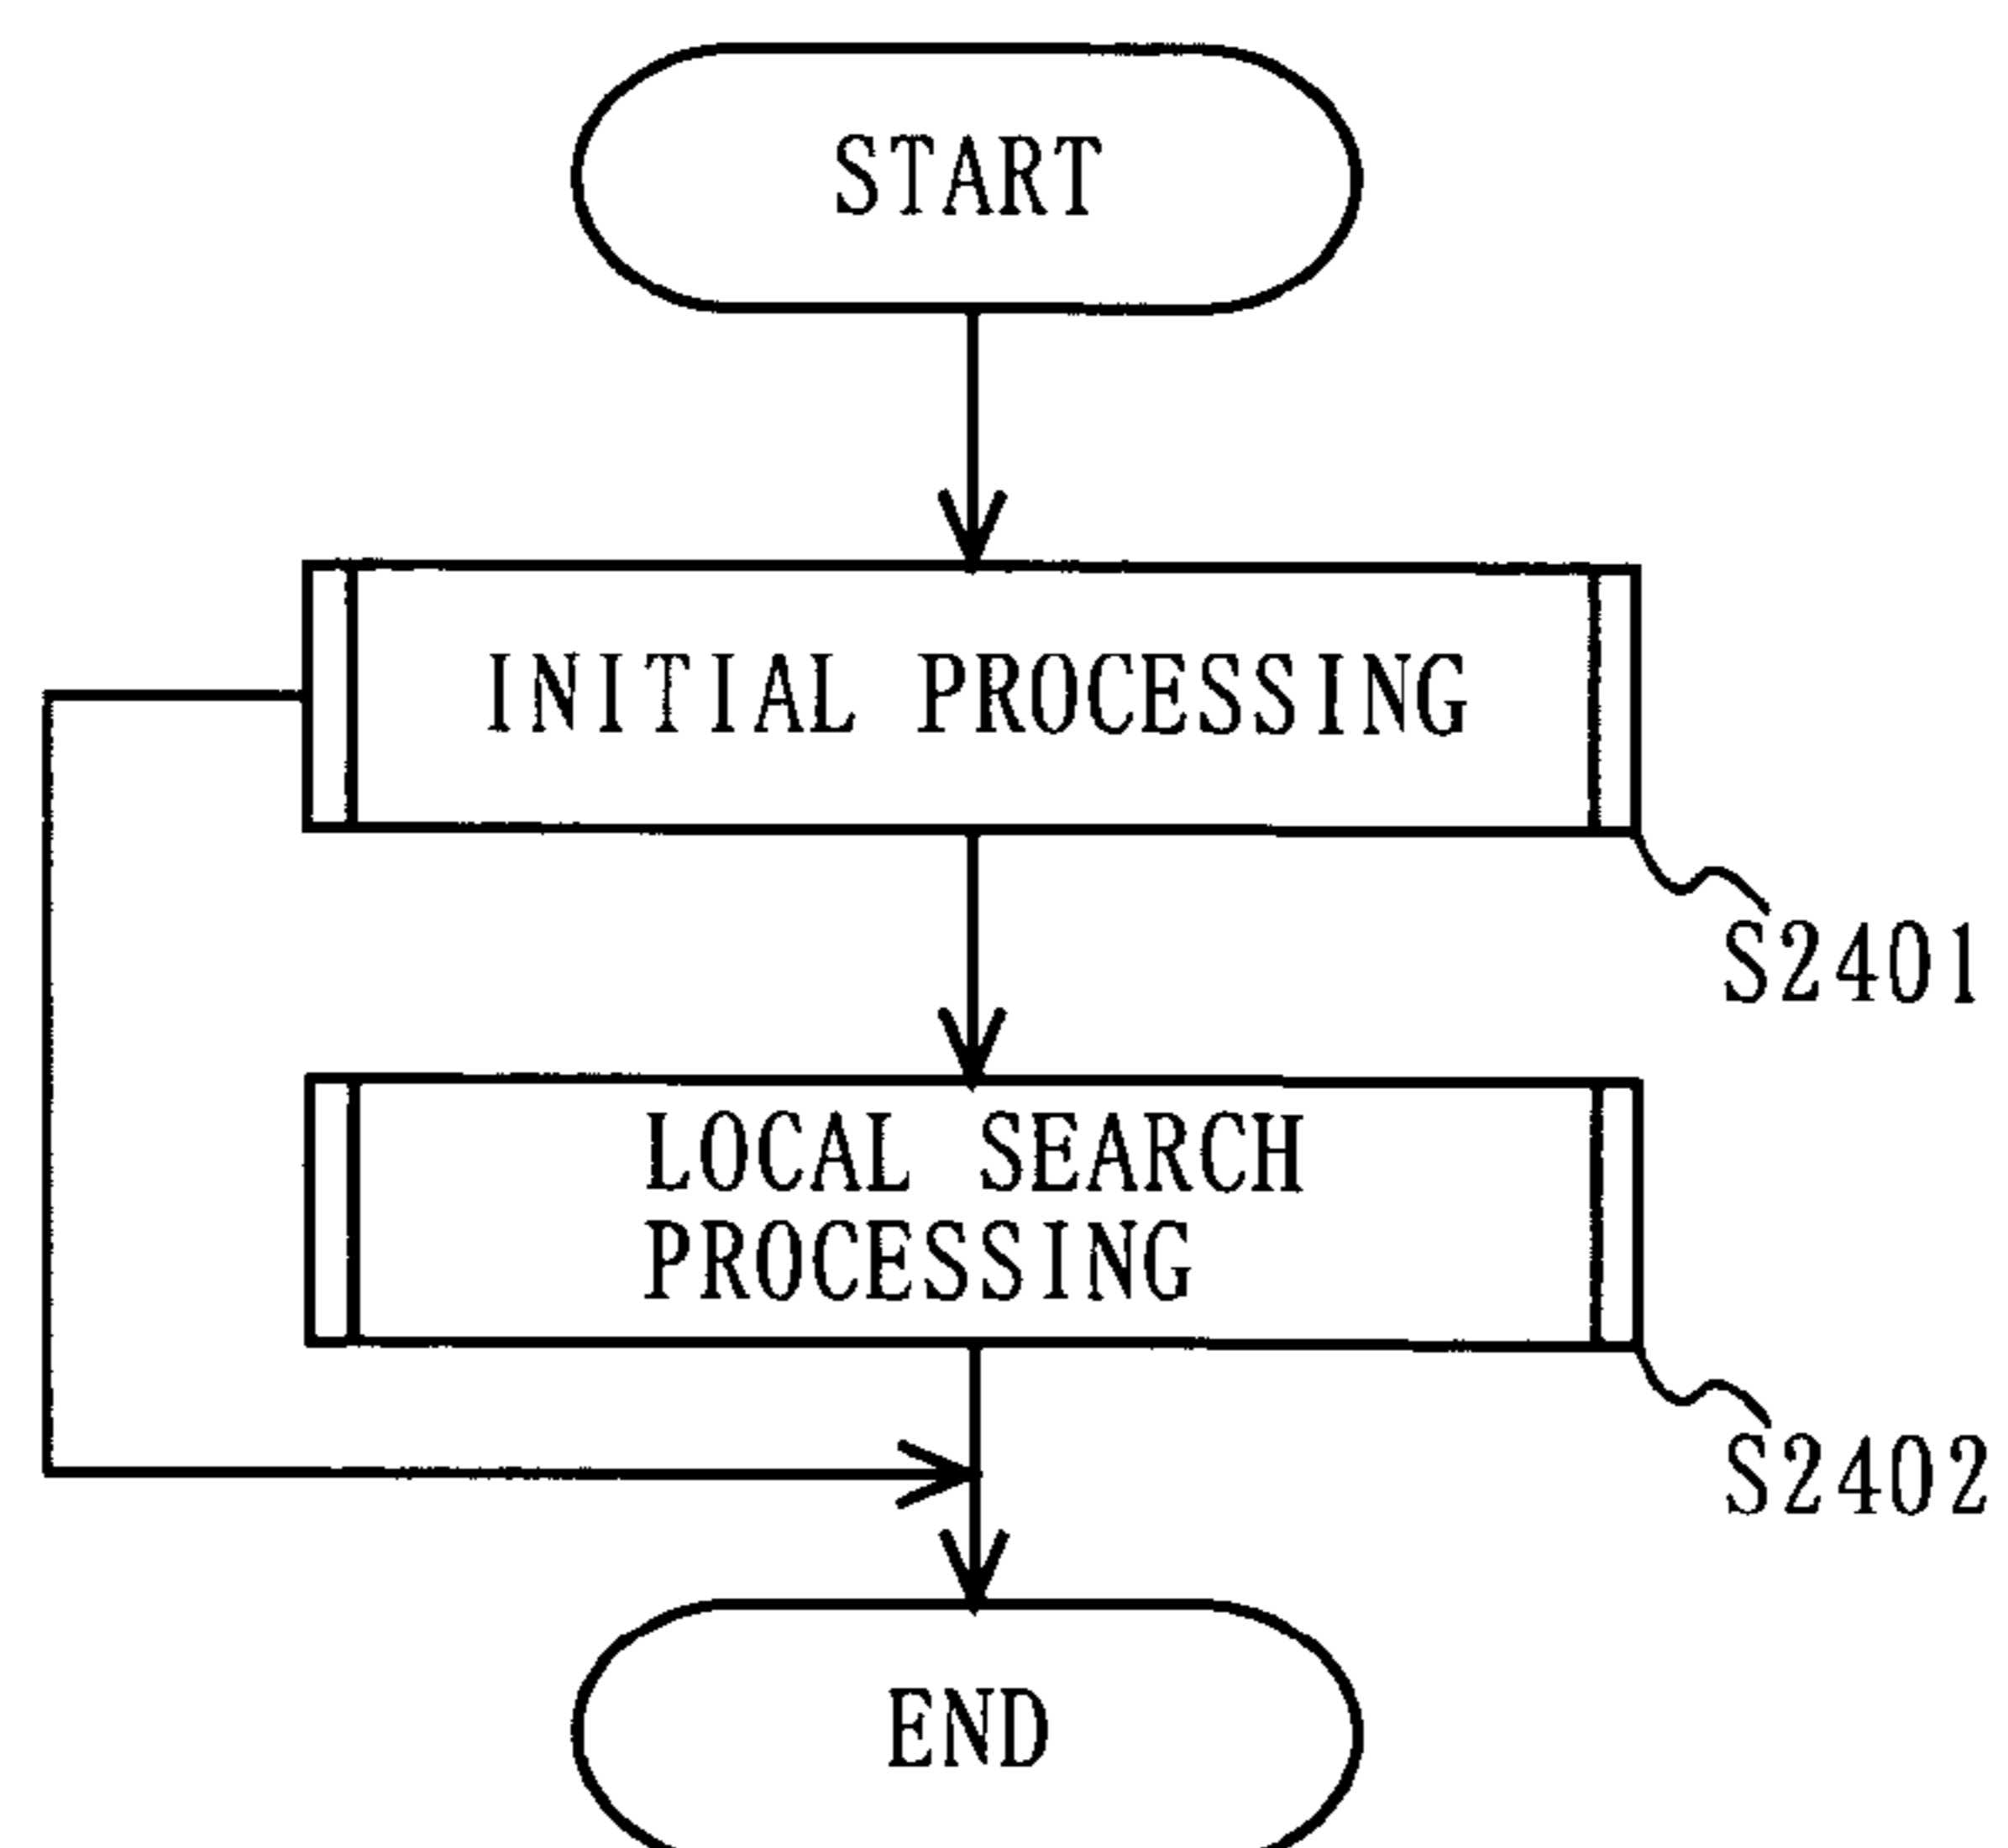 START
INITIAL PROCESSING
S2401
LOCAL SEARCH
PROCESSING
S2402
END